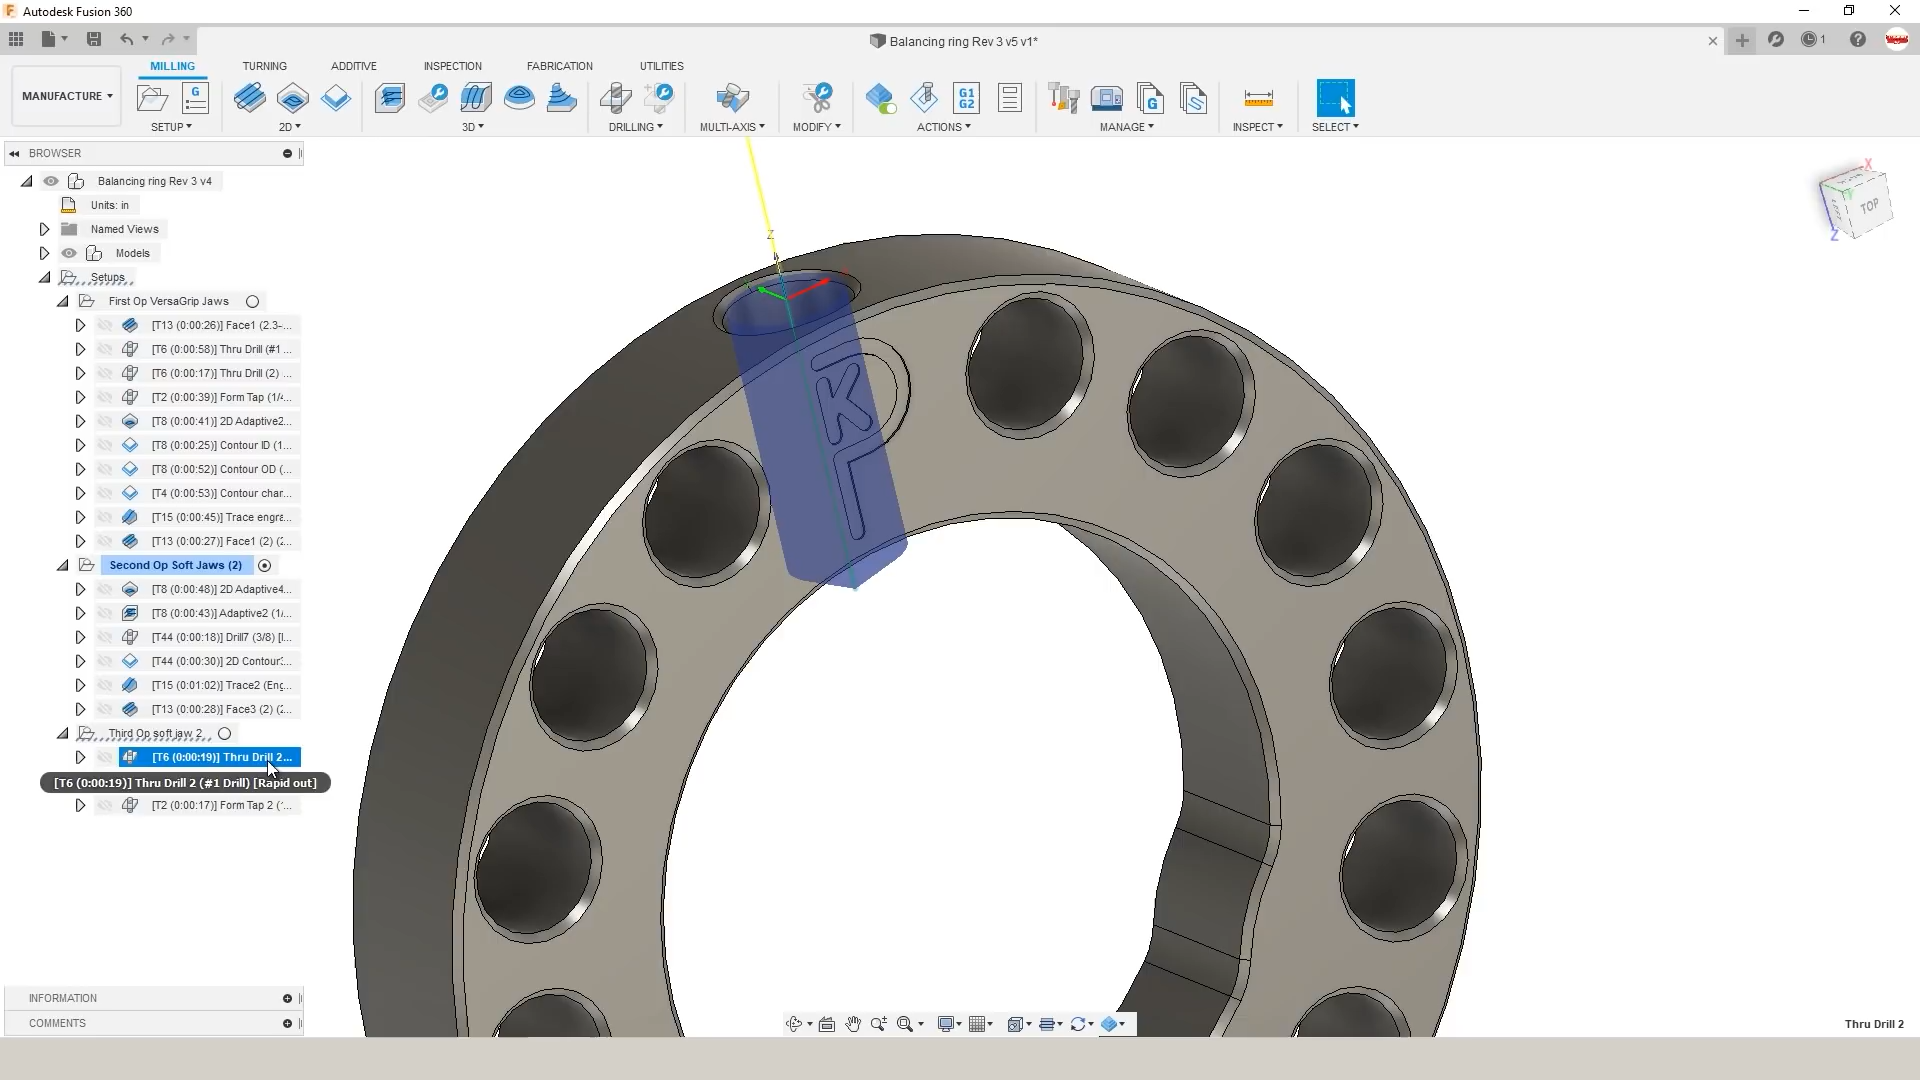 Autodesk Fusion 360
Balancing ring Rev 3 v5 v1*
1
MILLING
TURNING
ADDITIVE
INSPECTION
FABRICATION
UTILITIES
MANUFACTURE
SETUP
2D
3D
DRILLING
MULTI-AXIS
MODIFY
G1
G2
ACTIONS
MANAGE
INSPECT
SELECT
BROWSER
Balancing ring Rev 3 v4
Units: in
Named Views
Models
Setups
First Op VersaGrip Jaws
[T13 (0:00:26)] Face1 (2.3-...
[T6 (0:00:58)] Thru Drill (#1 ...
[T6 (0:00:17)] Thru Drill (2) ...
[T2 (0:00:39)] Form Tap (1/4...
[T8 (0:00:41)] 2D Adaptive2...
[T8 (0:00:25)] Contour ID (1...
[T8 (0:00:52)] Contour OD (...
[T4 (0:00:53)] Contour char...
[T15 (0:00:45)] Trace engra...
[T13 (0:00:27)] Face1 (2) (2...
Second Op Soft Jaws (2)
[T8 (0:00:48)] 2D Adaptive4...
[T8 (0:00:43)] Adaptive2 (1/...
[T44 (0:00:18)] Drill7 (3/8) [I...
[T44 (0:00:30)] 2D Contour3...
[T15 (0:01:02)] Trace2 (Eng...
[T13 (0:00:28)] Face3 (2) (2...
Third Op soft jaw 2
[T6 (0:00:19)] Thru Drill 2...
[T6 (0:00:19)] Thru Drill 2 (#1 Drill) [Rapid out]
[T2 (0:00:17)] Form Tap 2 (1...
INFORMATION
COMMENTS
Z
K
L
X
TOP
Z
Thru Drill 2